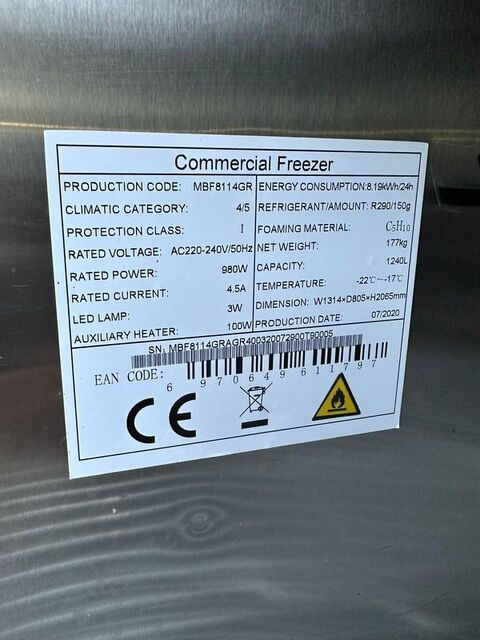 Commercial Freezer
PRODUCTION CODE: MBF8114GR
CLIMATIC CATEGORY: 4/5
PROTECTION CLASS: I
RATED VOLTAGE: AC220-240V/50Hz
RATED POWER: 980W
RATED CURRENT: 4.5A
LED LAMP: 3W
AUXILIARY HEATER: 100W
ENERGY CONSUMPTION:8.19kWh/24h
REFRIGERANT/AMOUNT: R290/150g
FOAMING MATERIAL: C5H10
NET WEIGHT: 177kg
CAPACITY: 1240L
TEMPERATURE: -22℃~-17℃
DIMENSION: W1314×D805×H2065mm
PRODUCTION DATE: 07/2020
SN: MBF8114GRAGR400320072900T90005
EAN CODE:
6 970649 611797
CE